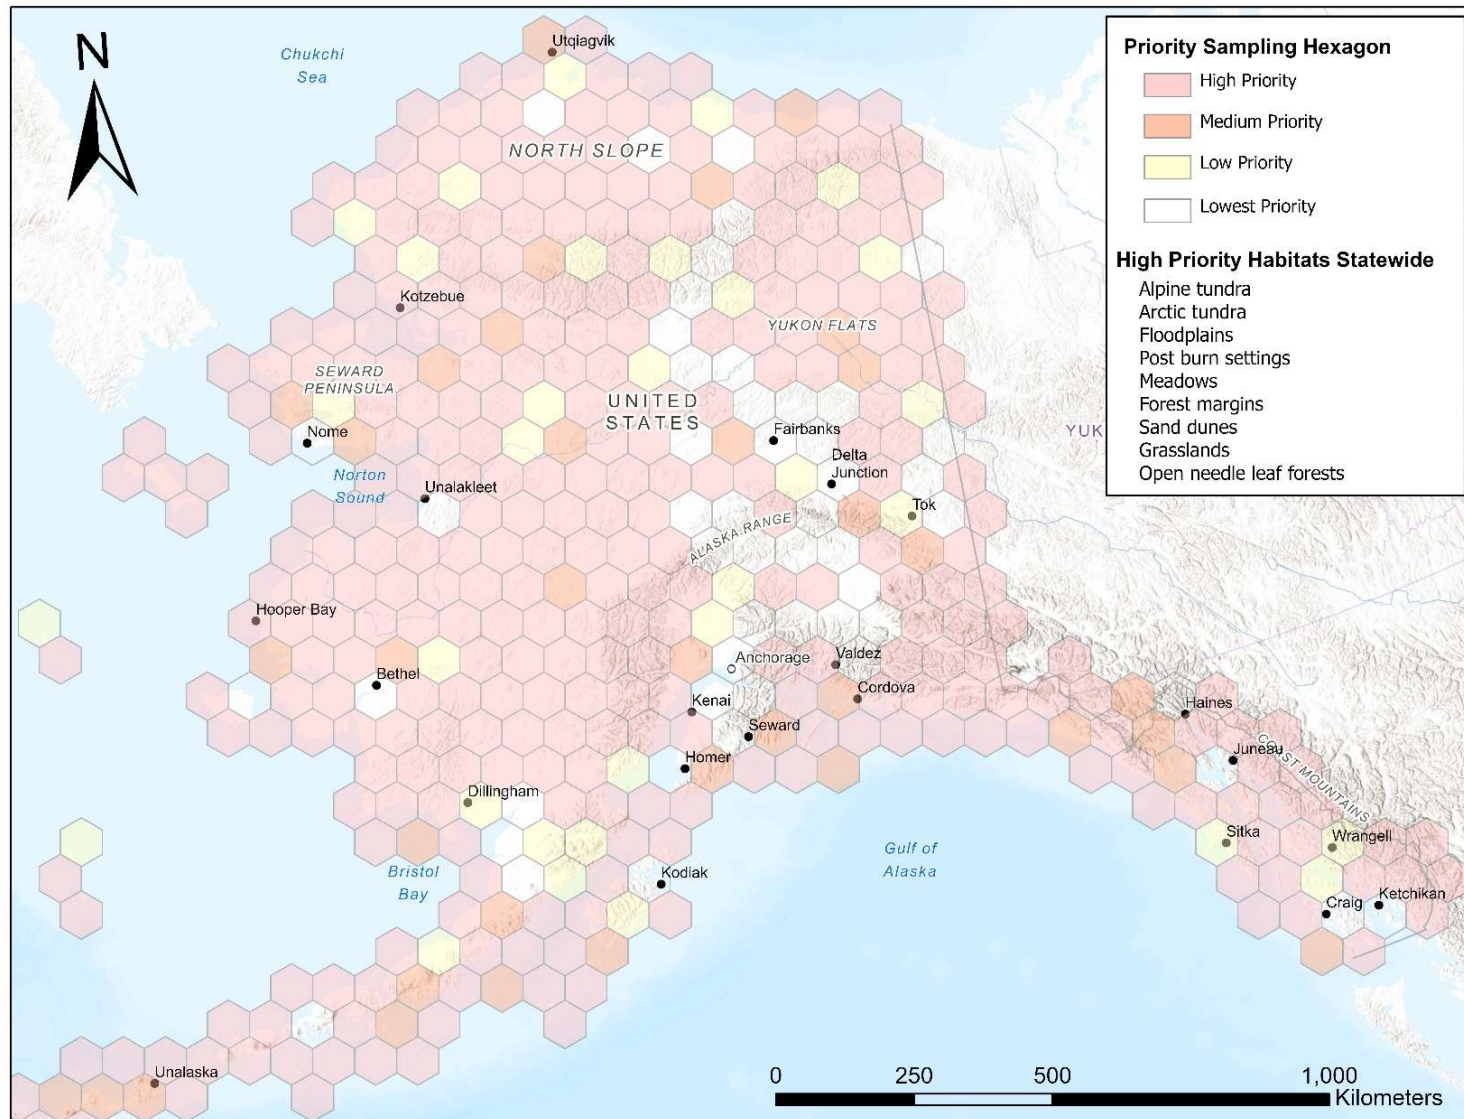 N
Chukchi
Sea
Utqiagvik
NORTH SLOPE
Kotzebue
YUKON FLATS
SEWARD
PENINSULA
UNITED
STATES
Nome
Fairbanks
YUK
Norton
Sound
Delta
Junction
Unalakleet
Tok
ALASKA RANGE
Hooper Bay
Bethel
Anchorage
Valdez
Kenai
Cordova
Seward
Haines
Homer
Juneau
COAST MOUNTAINS
Dillingham
Sitka
Wrangell
Bristol
Bay
Kodiak
Gulf of
Alaska
Craig
Ketchikan
Unalaska
Priority Sampling Hexagon
High Priority
Medium Priority
Low Priority
Lowest Priority
High Priority Habitats Statewide
Alpine tundra
Arctic tundra
Floodplains
Post burn settings
Meadows
Forest margins
Sand dunes
Grasslands
Open needle leaf forests
0 250 500 1,000
Kilometers